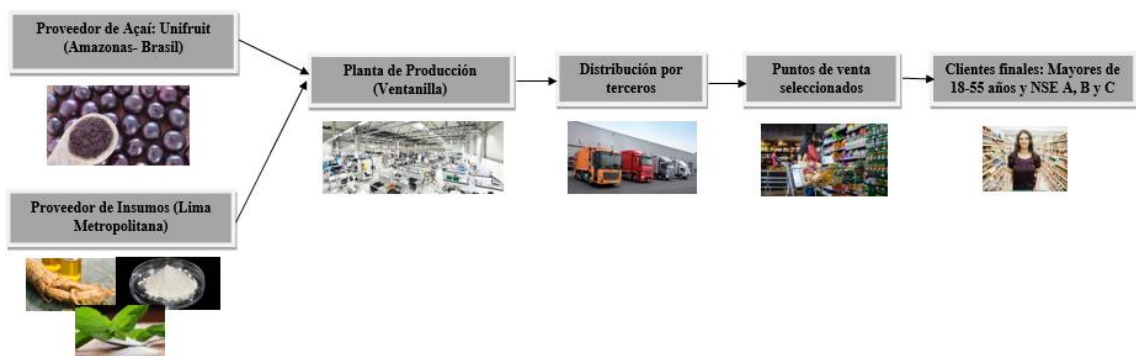 Proveedor de Açaí: Unifruit
(Amazonas- Brasil)
Planta de Producción
(Ventanilla)
Distribución por
terceros
Puntos de venta
seleccionados
Clientes finales: Mayores de
18-55 años y NSE A, B y C
Proveedor de Insumos (Lima
Metropolitana)